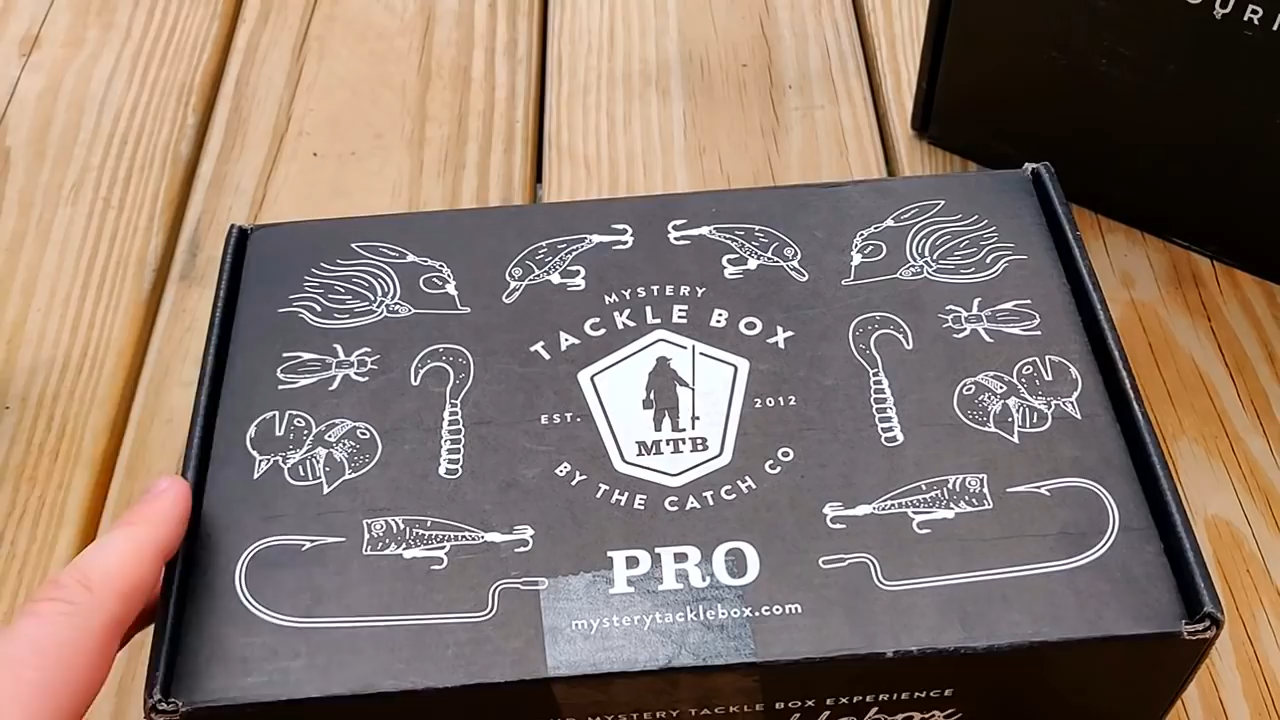 MYSTERY
TACKLE BOX
EST. 2012
MTB
BY THE CATCH CO
PRO
mysterytacklebox.com
MYSTERY TACKLE BOX EXPERIENCE